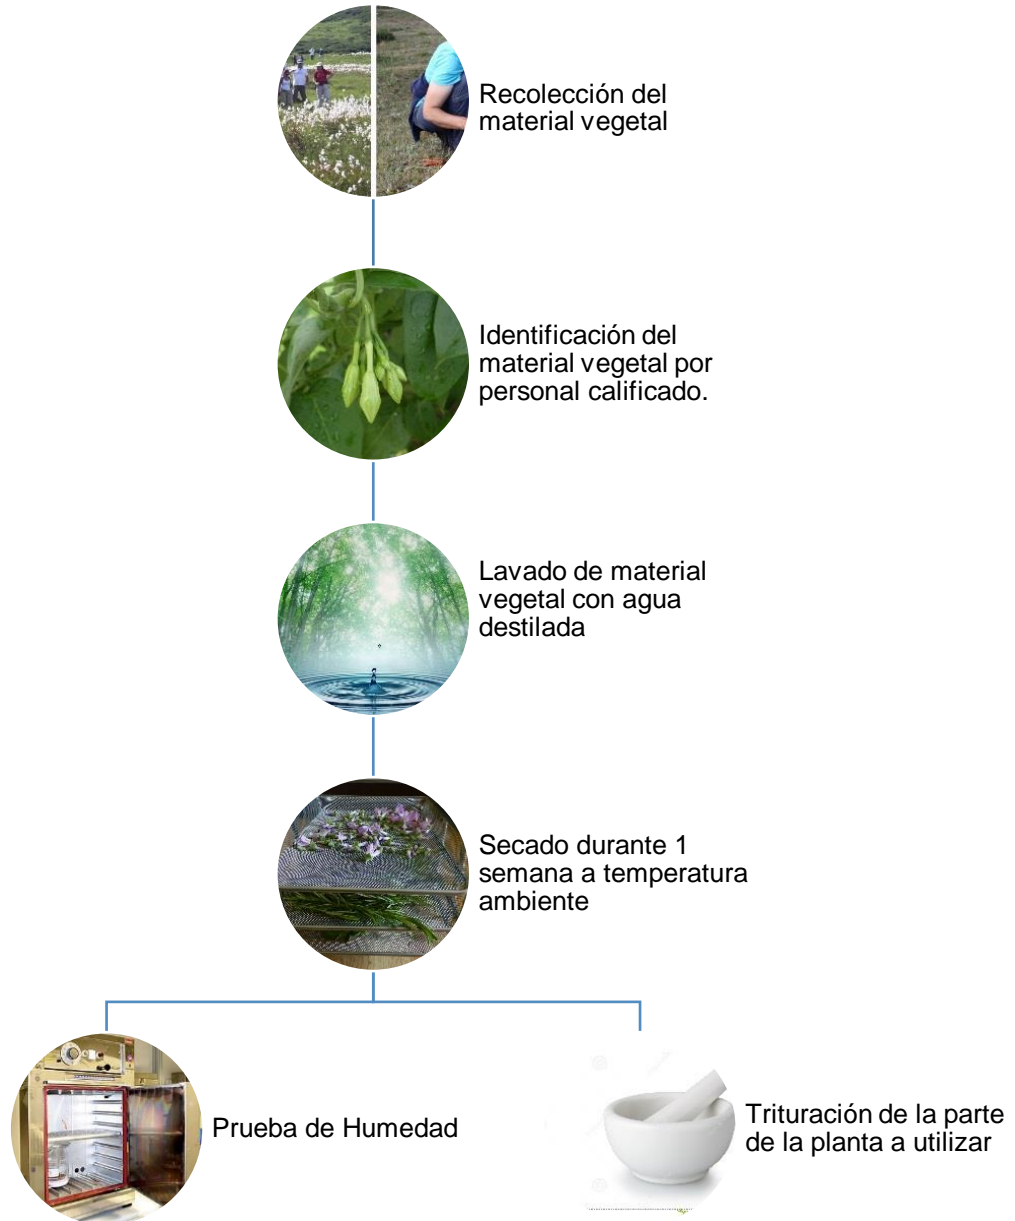 Recolección del
material vegetal
Identificación del
material vegetal por
personal calificado.
Lavado de material
vegetal con agua
destilada
Secado durante 1
semana a temperatura
ambiente
Prueba de Humedad
Trituración de la parte
de la planta a utilizar